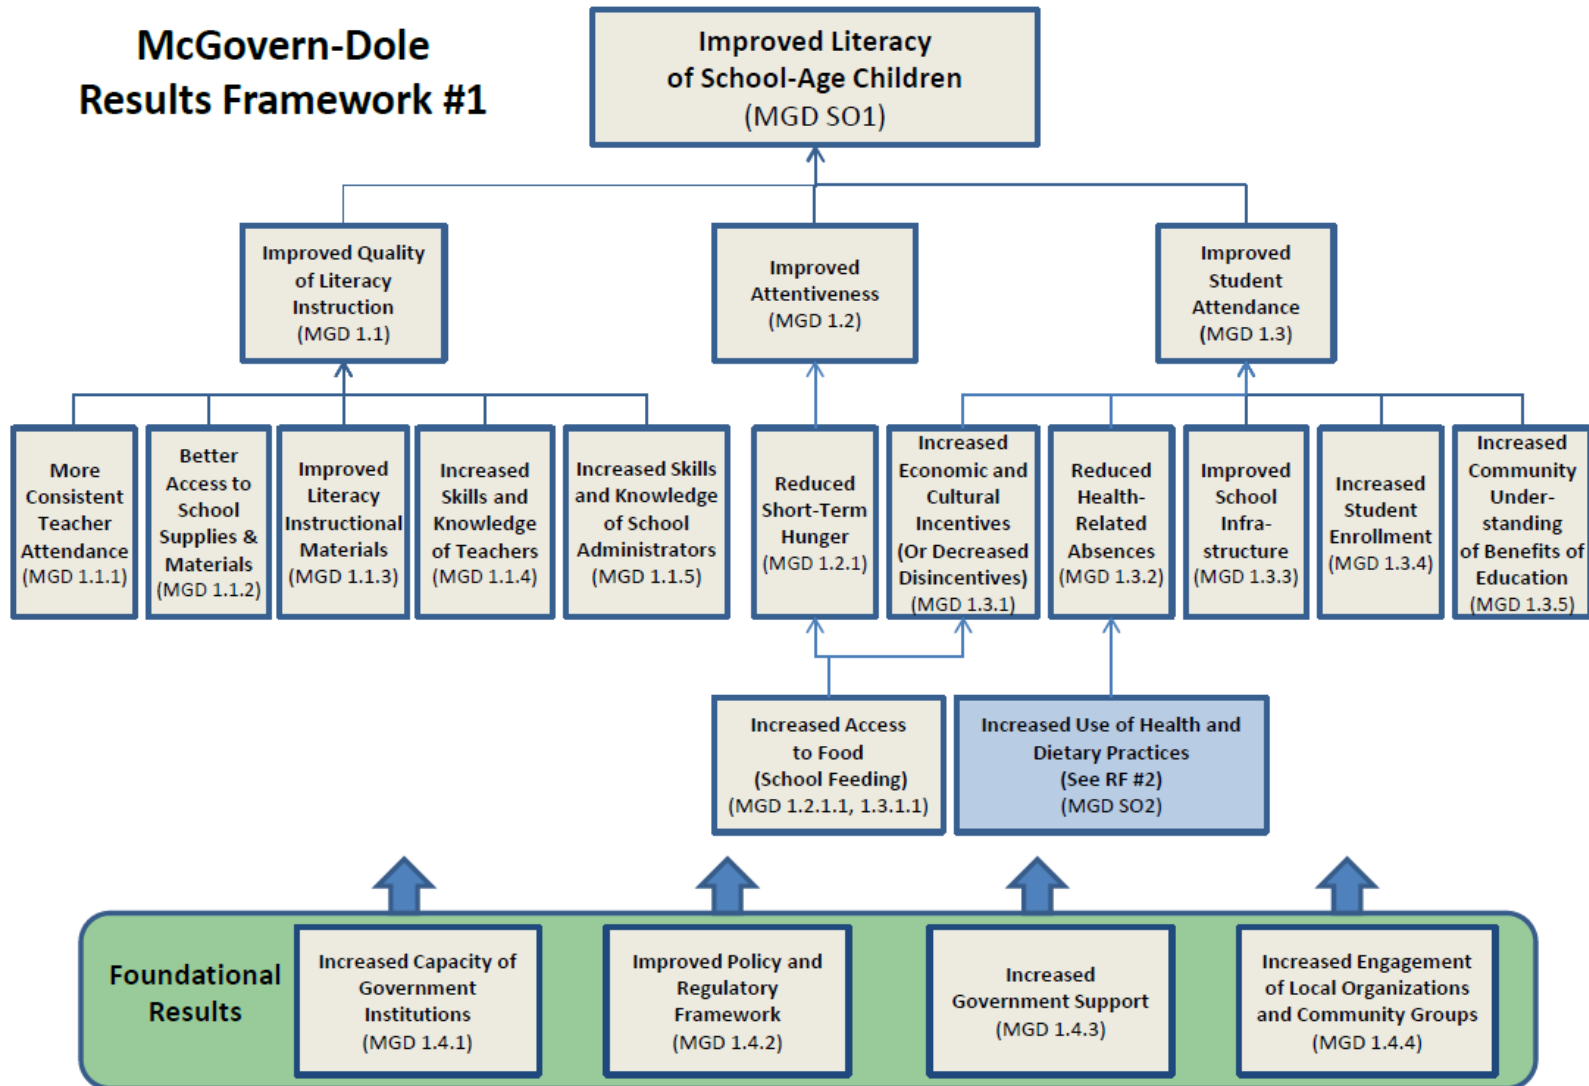 McGovern-Dole
Results Framework #1
Improved Literacy
of School-Age Children
(MGD SO1)
Improved Quality
of Literacy
Instruction
(MGD 1.1)
Improved
Attentiveness
(MGD 1.2)
Improved
Student
Attendance
(MGD 1.3)
More
Consistent
Teacher
Attendance
(MGD 1.1.1)
Better
Access to
School
Supplies &
Materials
(MGD 1.1.2)
Improved
Literacy
Instructional
Materials
(MGD 1.1.3)
Increased
Skills and
Knowledge
of Teachers
(MGD 1.1.4)
Increased Skills
and Knowledge
of School
Administrators
(MGD 1.1.5)
Reduced
Short-Term
Hunger
(MGD 1.2.1)
Increased
Economic and
Cultural
Incentives
(Or Decreased
Disincentives)
(MGD 1.3.1)
Reduced
Health-
Related
Absences
(MGD 1.3.2)
Improved
School
Infra-
structure
(MGD 1.3.3)
Increased
Student
Enrollment
(MGD 1.3.4)
Increased
Community
Under-
standing
of Benefits of
Education
(MGD 1.3.5)
Increased Access
to Food
(School Feeding)
(MGD 1.2.1.1, 1.3.1.1)
Increased Use of Health and
Dietary Practices
(See RF #2)
(MGD SO2)
Foundational
Results
Increased Capacity of
Government
Institutions
(MGD 1.4.1)
Improved Policy and
Regulatory
Framework
(MGD 1.4.2)
Increased
Government Support
(MGD 1.4.3)
Increased Engagement
of Local Organizations
and Community Groups
(MGD 1.4.4)